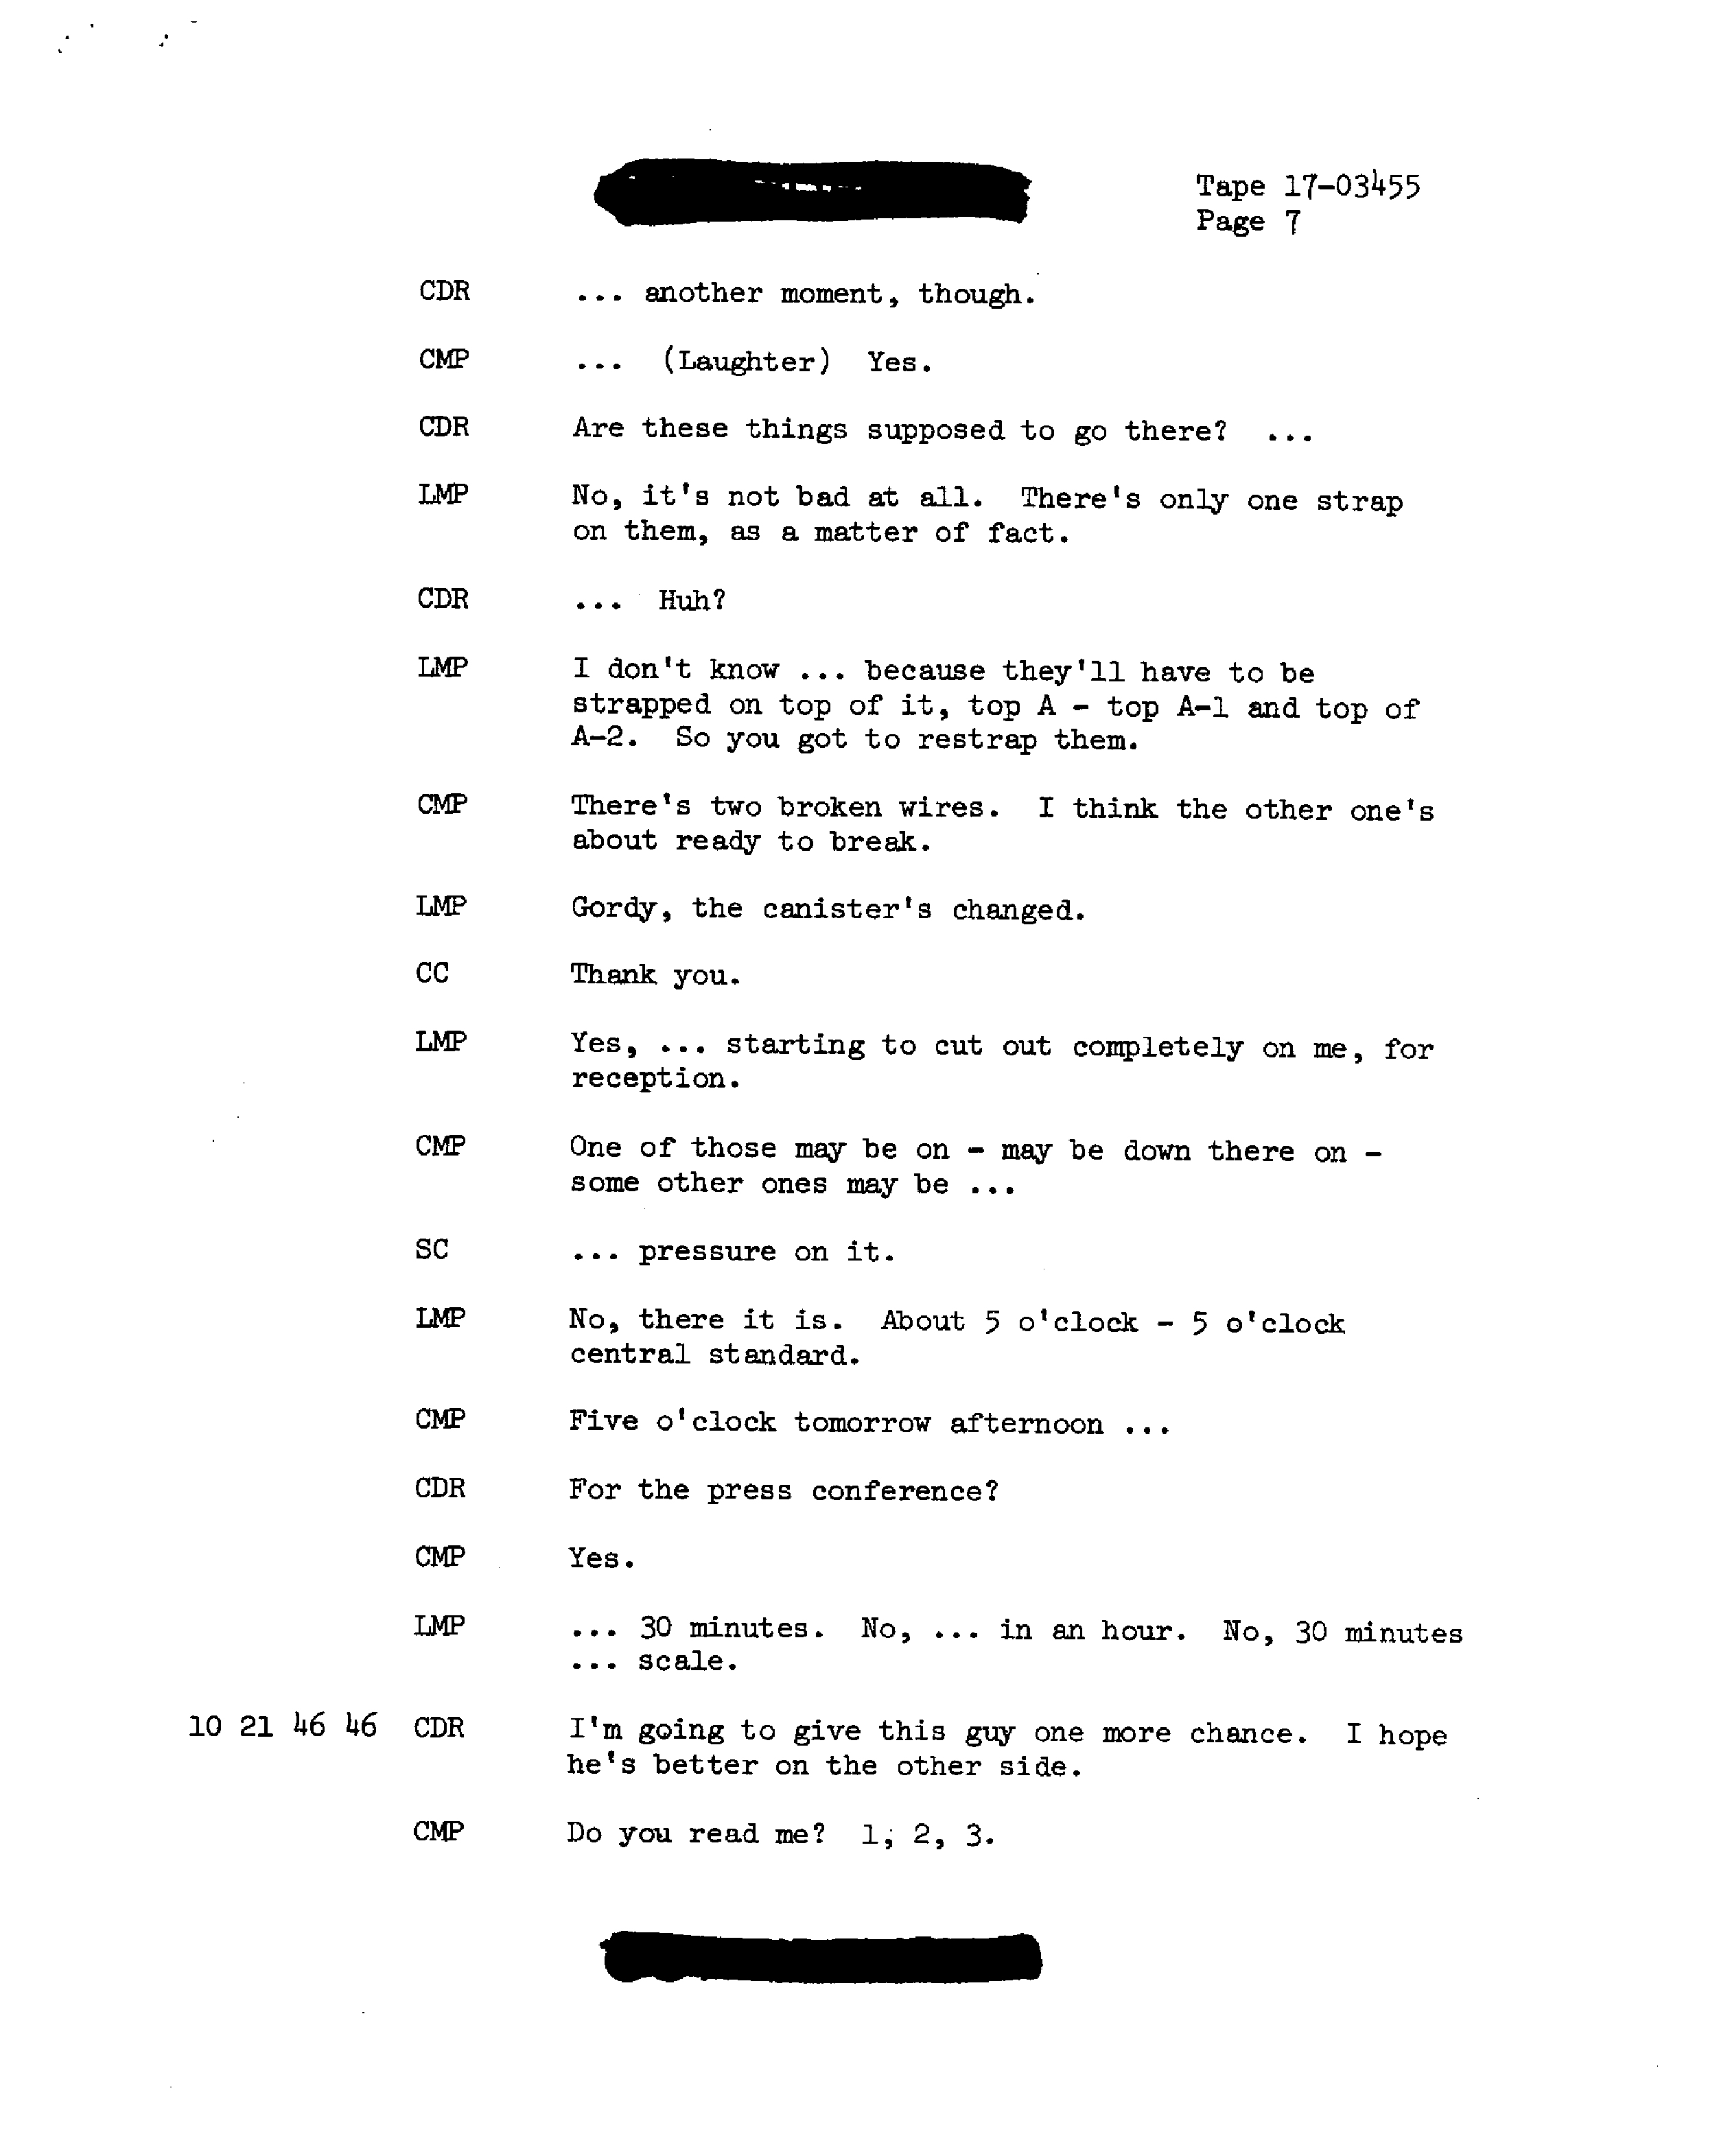 Tape 17-03455
Page 7
CDR ... another moment, though.
CMP ... (Laughter) Yes.
CDR Are these things supposed to go there? ...
LMP No, it's not bad at all. There's only one strap
on them, as a matter of fact.
CDR ... Huh?
LMP I don't know ... because they'll have to be
strapped on top of it, top A - top A-1 and top of
A-2. So you got to restrap them.
CMP There's two broken wires. I think the other one's
about ready to break.
LMP Gordy, the canister's changed.
CC Thank you.
LMP Yes, ... starting to cut out completely on me, for
reception.
CMP One of those may be on - may be down there on -
some other ones may be ...
SC ... pressure on it.
LMP No, there it is. About 5 o'clock - 5 o'clock
central standard.
CMP Five o'clock tomorrow afternoon ...
CDR For the press conference?
CMP Yes.
LMP ... 30 minutes. No, ... in an hour. No, 30 minutes
... scale.
10 21 46 46 CDR I'm going to give this guy one more chance. I hope
he's better on the other side.
CMP Do you read me? 1, 2, 3.